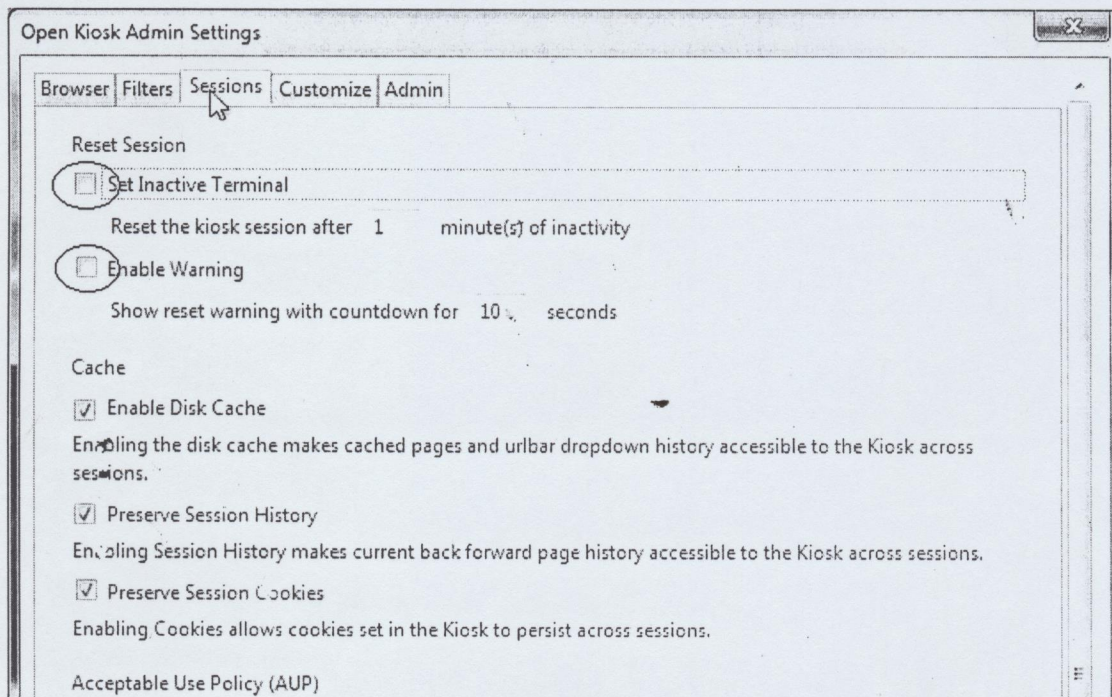 Open Kiosk Admin Settings
Browser Filters Sessions Customize Admin
Reset Session
Set Inactive Terminal
Reset the kiosk session after 1 minute(s) of inactivity
Enable Warning
Show reset warning with countdown for 10 seconds
Cache
Enable Disk Cache
Enabling the disk cache makes cached pages and urlbar dropdown history accessible to the Kiosk across
sessions.
Preserve Session History
Enabling Session History makes current back forward page history accessible to the Kiosk across sessions.
Preserve Session Cookies
Enabling Cookies allows cookies set in the Kiosk to persist across sessions.
Acceptable Use Policy (AUP)